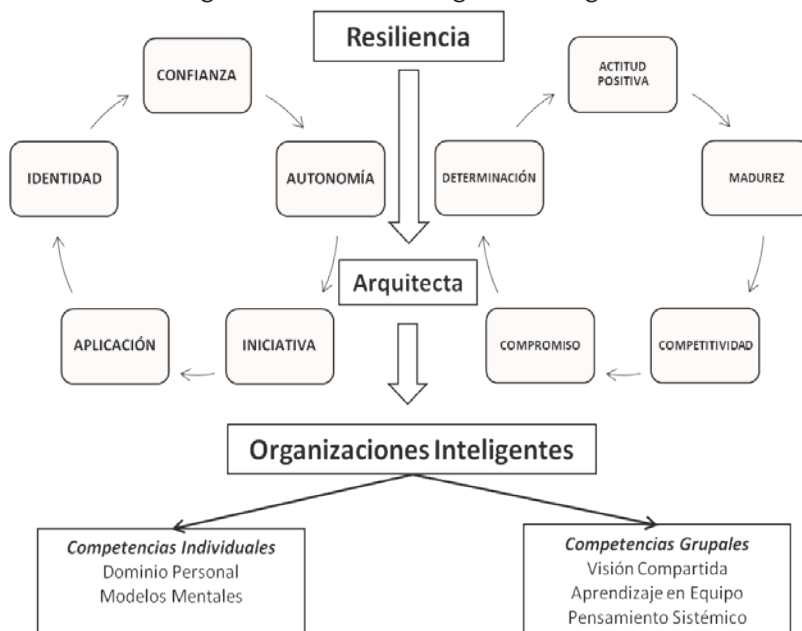 Resiliencia
CONFIANZA
ACTITUD
POSITIVA
IDENTIDAD
AUTONOMÍA
DETERMINACIÓN
MADUREZ
Arquitecta
APLICACIÓN
INICIATIVA
COMPROMISO
COMPETITIVIDAD
Organizaciones Inteligentes
Competencias Individuales
Dominio Personal
Modelos Mentales
Competencias Grupales
Visión Compartida
Aprendizaje en Equipo
Pensamiento Sistémico